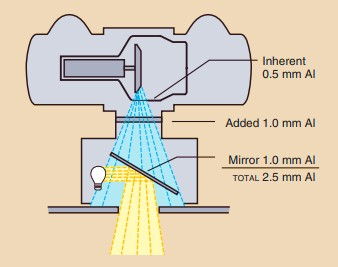 Inherent
0.5 mm Al
Added 1.0 mm Al
Mirror 1.0 mm Al
TOTAL 2.5 mm Al